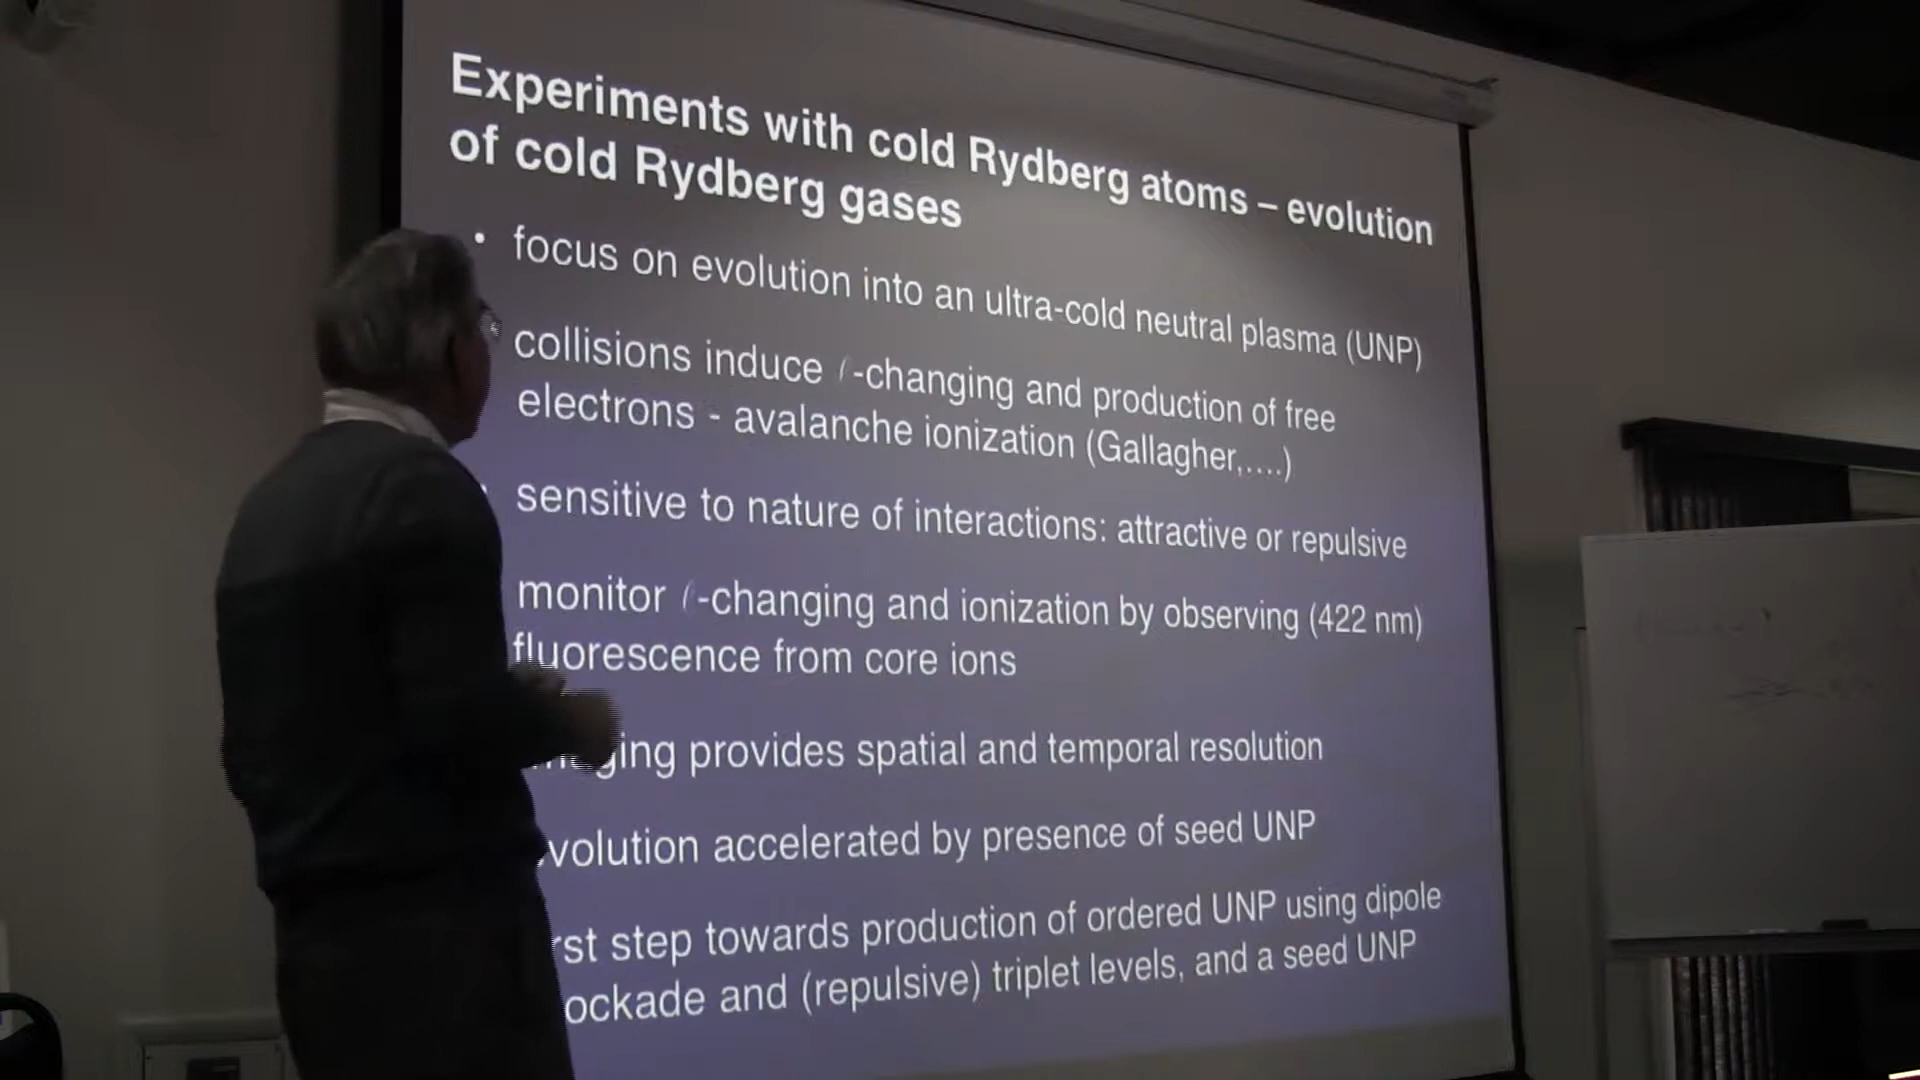 Experiments with cold Rydberg atoms – evolution
of cold Rydberg gases
• focus on evolution into an ultra-cold neutral plasma (UNP)
collisions induce ℓ-changing and production of free
electrons - avalanche ionization (Gallagher,....)
sensitive to nature of interactions: attractive or repulsive
monitor ℓ-changing and ionization by observing (422 nm)
fluorescence from core ions
provides spatial and temporal resolution
volution accelerated by presence of seed UNP
rst step towards production of ordered UNP using dipole
ockade and (repulsive) triplet levels, and a seed UNP